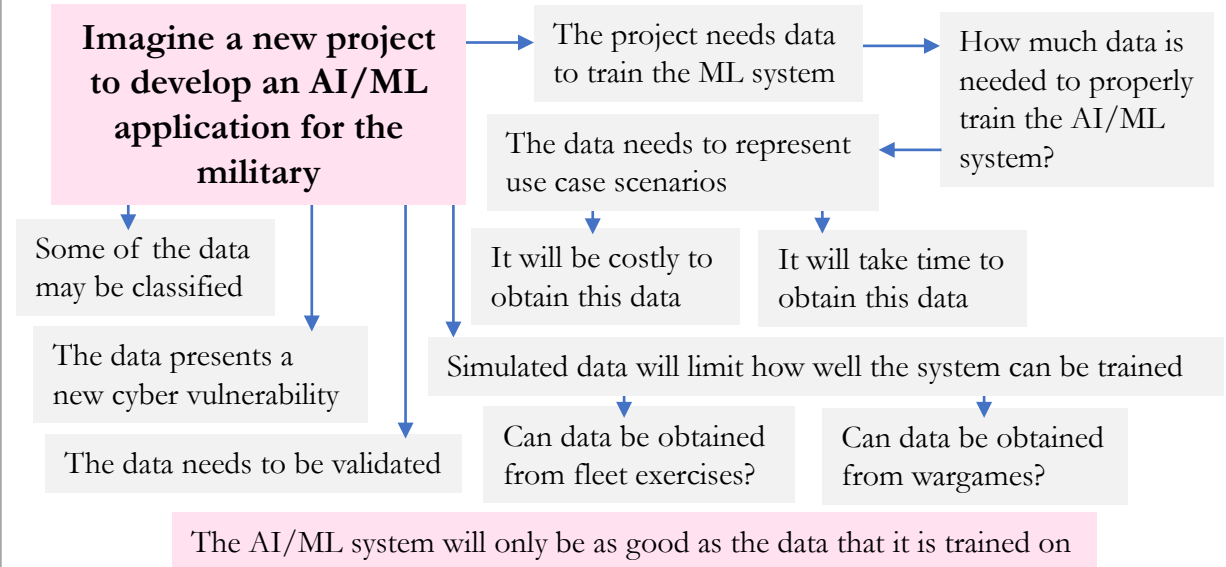 Imagine a new project
to develop an AI/ML
application for the
military
The project needs data
to train the ML system
How much data is
needed to properly
train the AI/ML
system?
The data needs to represent
use case scenarios
It will be costly to
obtain this data
It will take time to
obtain this data
Some of the data
may be classified
The data presents a
new cyber vulnerability
The data needs to be validated
Simulated data will limit how well the system can be trained
Can data be obtained
from fleet exercises?
Can data be obtained
from wargames?
The AI/ML system will only be as good as the data that it is trained on